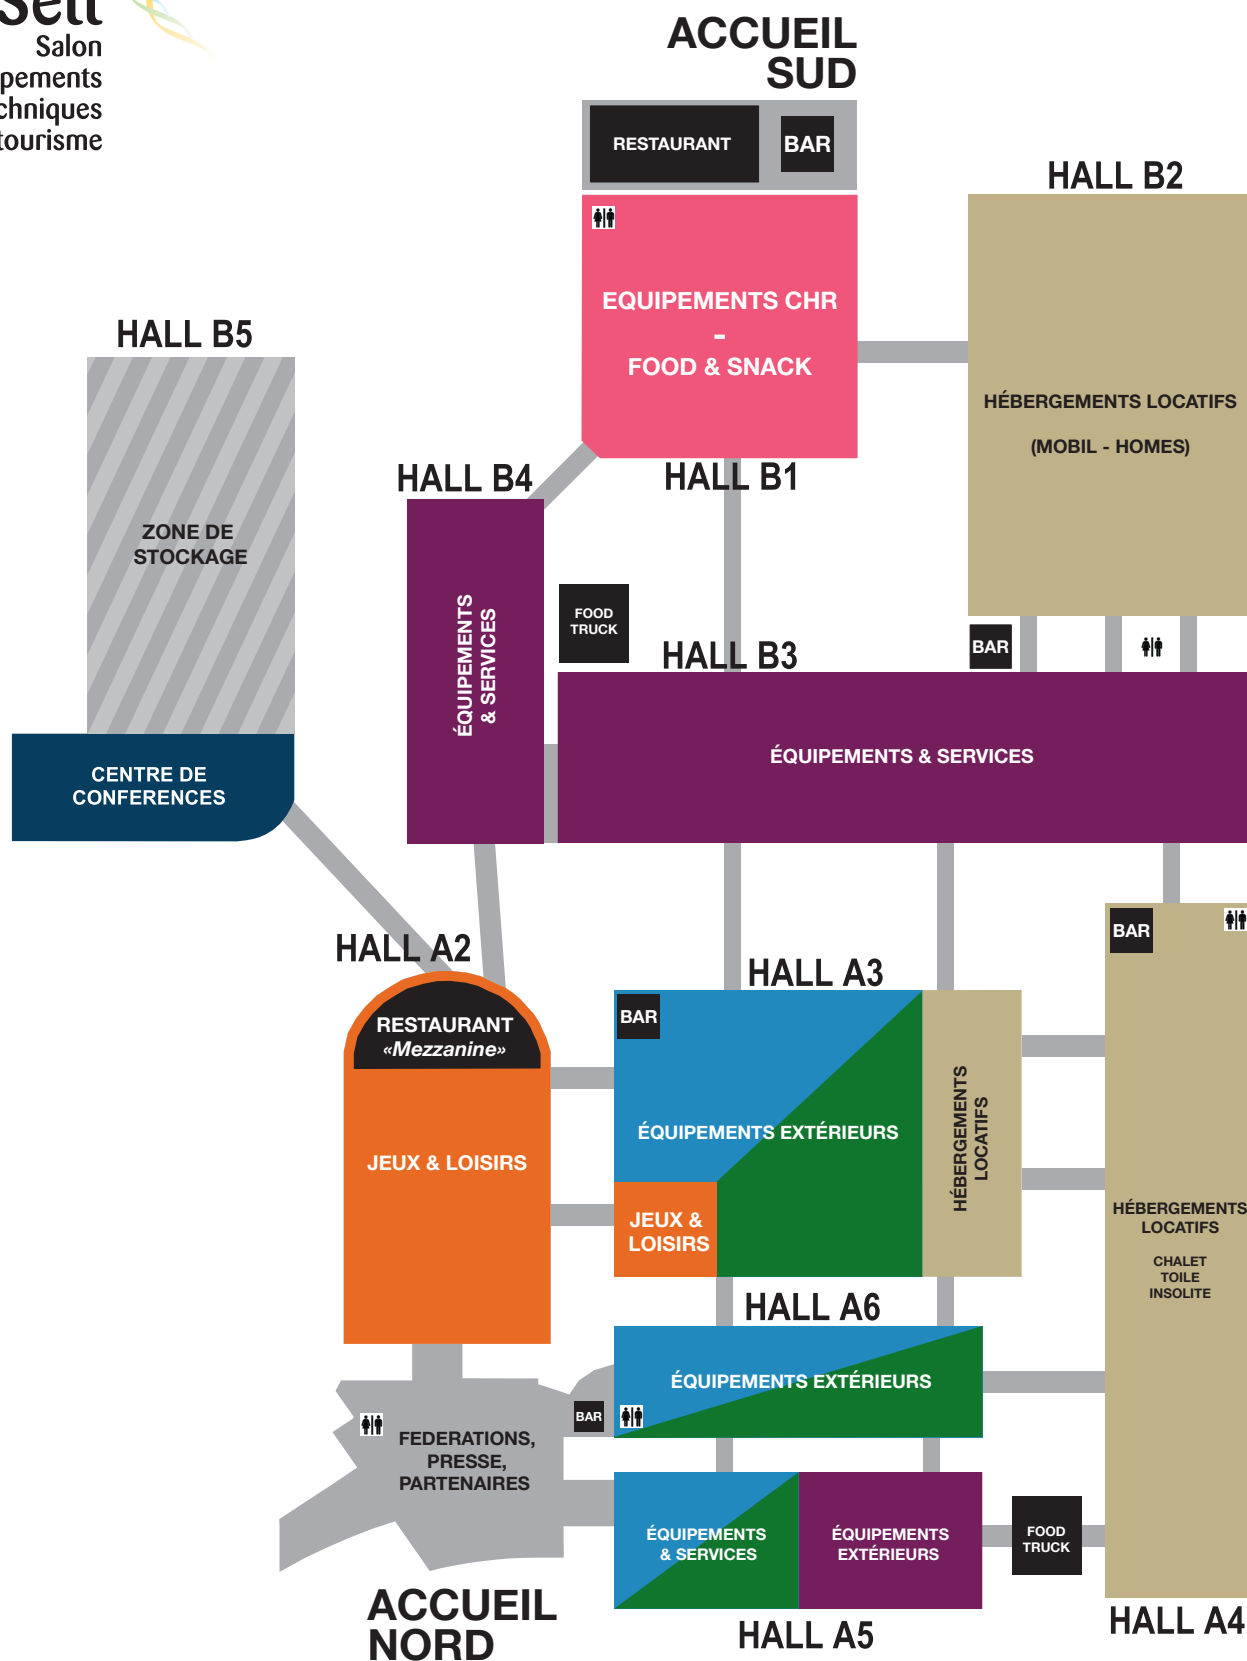 Salon
tourisme
ACCUEIL
SUD
RESTAURANT
BAR
HALL B2
EQUIPEMENTS CHR
-
FOOD & SNACK
HALL B5
HÉBERGEMENTS LOCATIFS
(MOBIL - HOMES)
HALL B4
HALL B1
ZONE DE
STOCKAGE
ÉQUIPEMENTS
& SERVICES
FOOD
TRUCK
HALL B3
BAR
ÉQUIPEMENTS & SERVICES
CENTRE DE
CONFERENCES
HALL A2
RESTAURANT
«Mezzanine»
JEUX & LOISIRS
HALL A3
BAR
ÉQUIPEMENTS EXTÉRIEURS
JEUX &
LOISIRS
HÉBERGEMENTS
LOCATIFS
BAR
HÉBERGEMENTS
LOCATIFS
CHALET
TOILE
INSOLITE
HALL A6
ÉQUIPEMENTS EXTÉRIEURS
BAR
FEDERATIONS,
PRESSE,
PARTENAIRES
ÉQUIPEMENTS
& SERVICES
ÉQUIPEMENTS
EXTÉRIEURS
FOOD
TRUCK
ACCUEIL
NORD
HALL A5
HALL A4